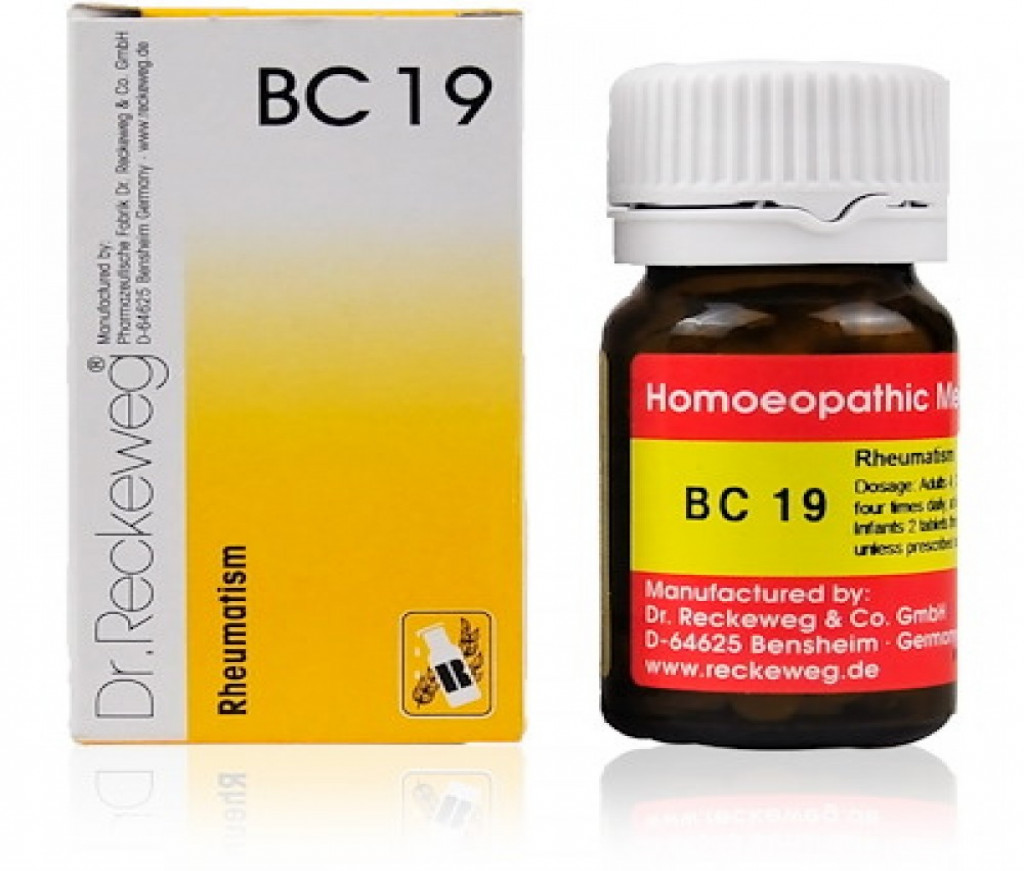 BC 19
Manufactured by:
Pharmazeutische Fabrik Dr. Reckeweg & Co. GmbH
D-64625 Bensheim Germany · www.reckeweg.de
Dr.Reckeweg®
Rheumatism
Homoeopathic
Rheumatism
BC 19
Dosage: Adults 4
four times daily,
Infants 2 tablets
unless prescribed
Manufactured by:
Dr. Reckeweg & Co. GmbH
D-64625 Bensheim · Germany
www.reckeweg.de